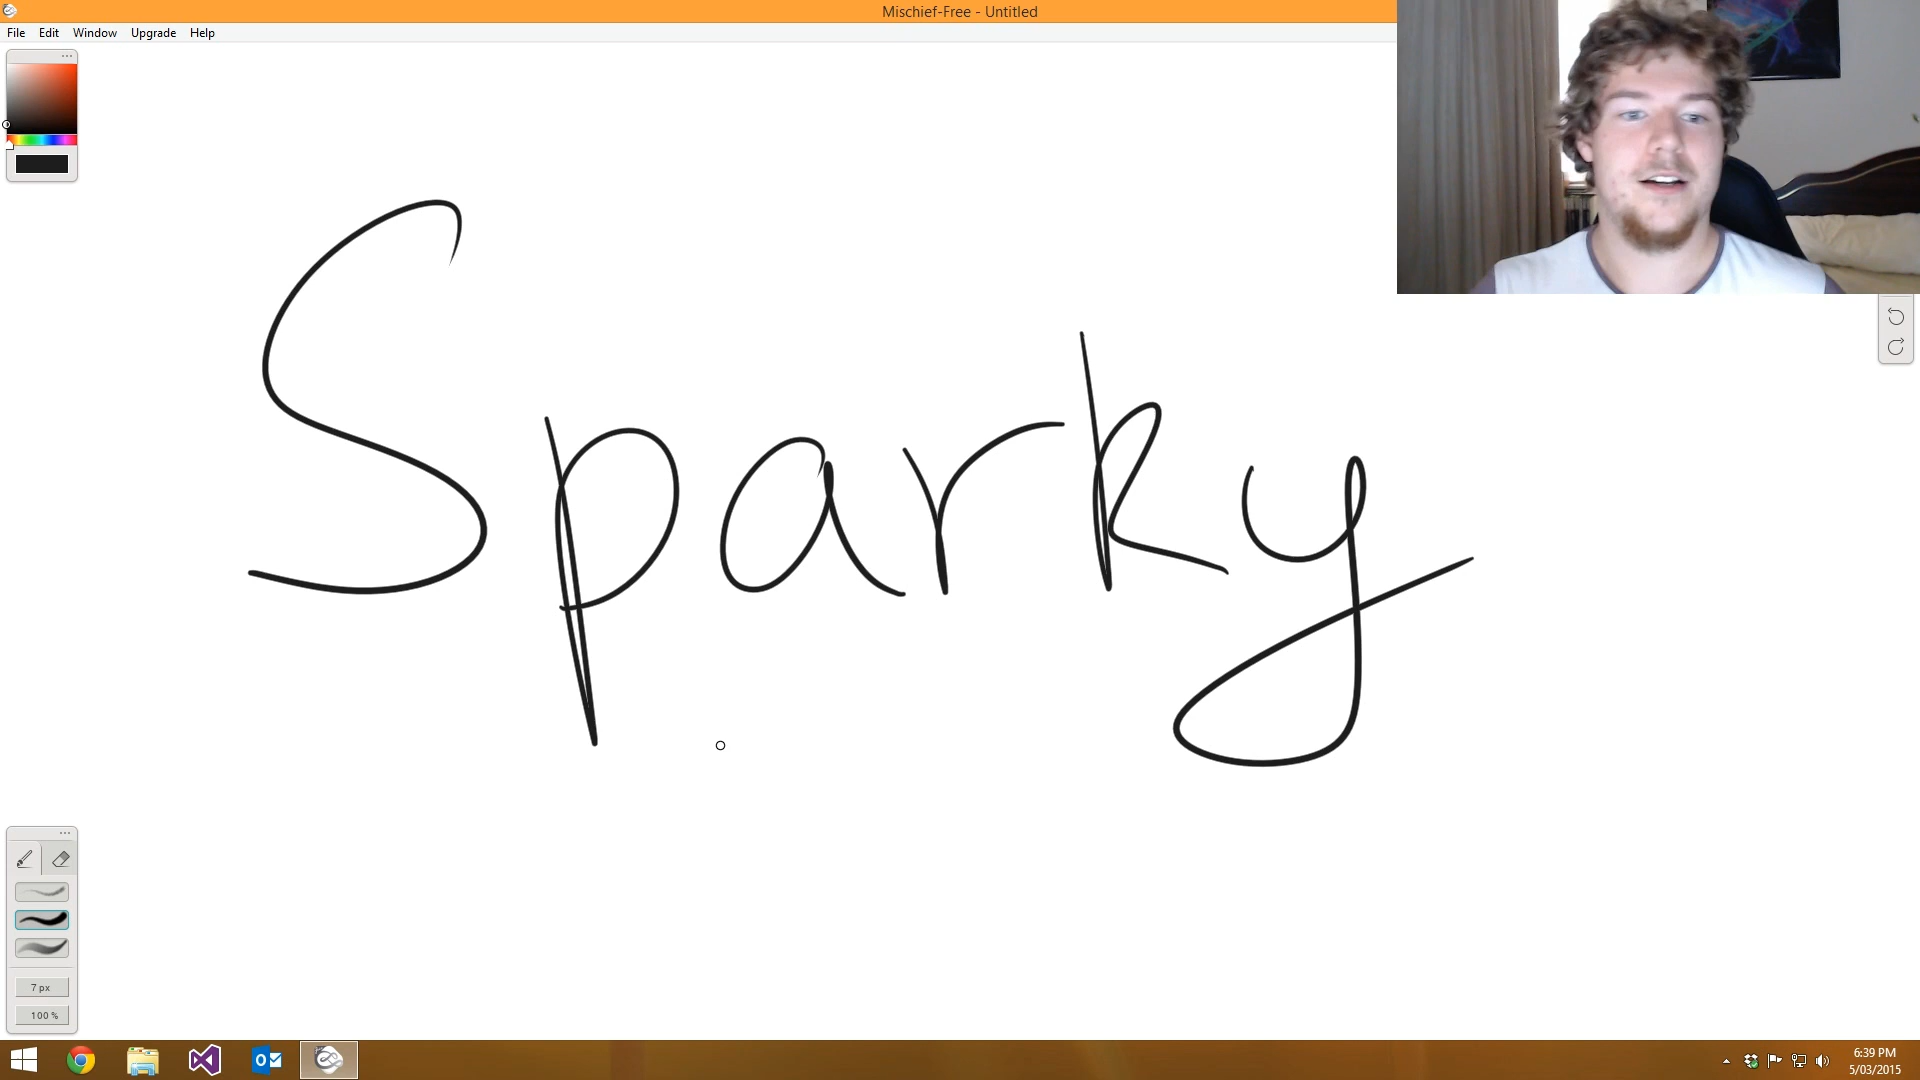 Mischief-Free - Untitled
File Edit Window Upgrade Help
Sparky
7 px
100 %
6:39 PM
5/03/2015